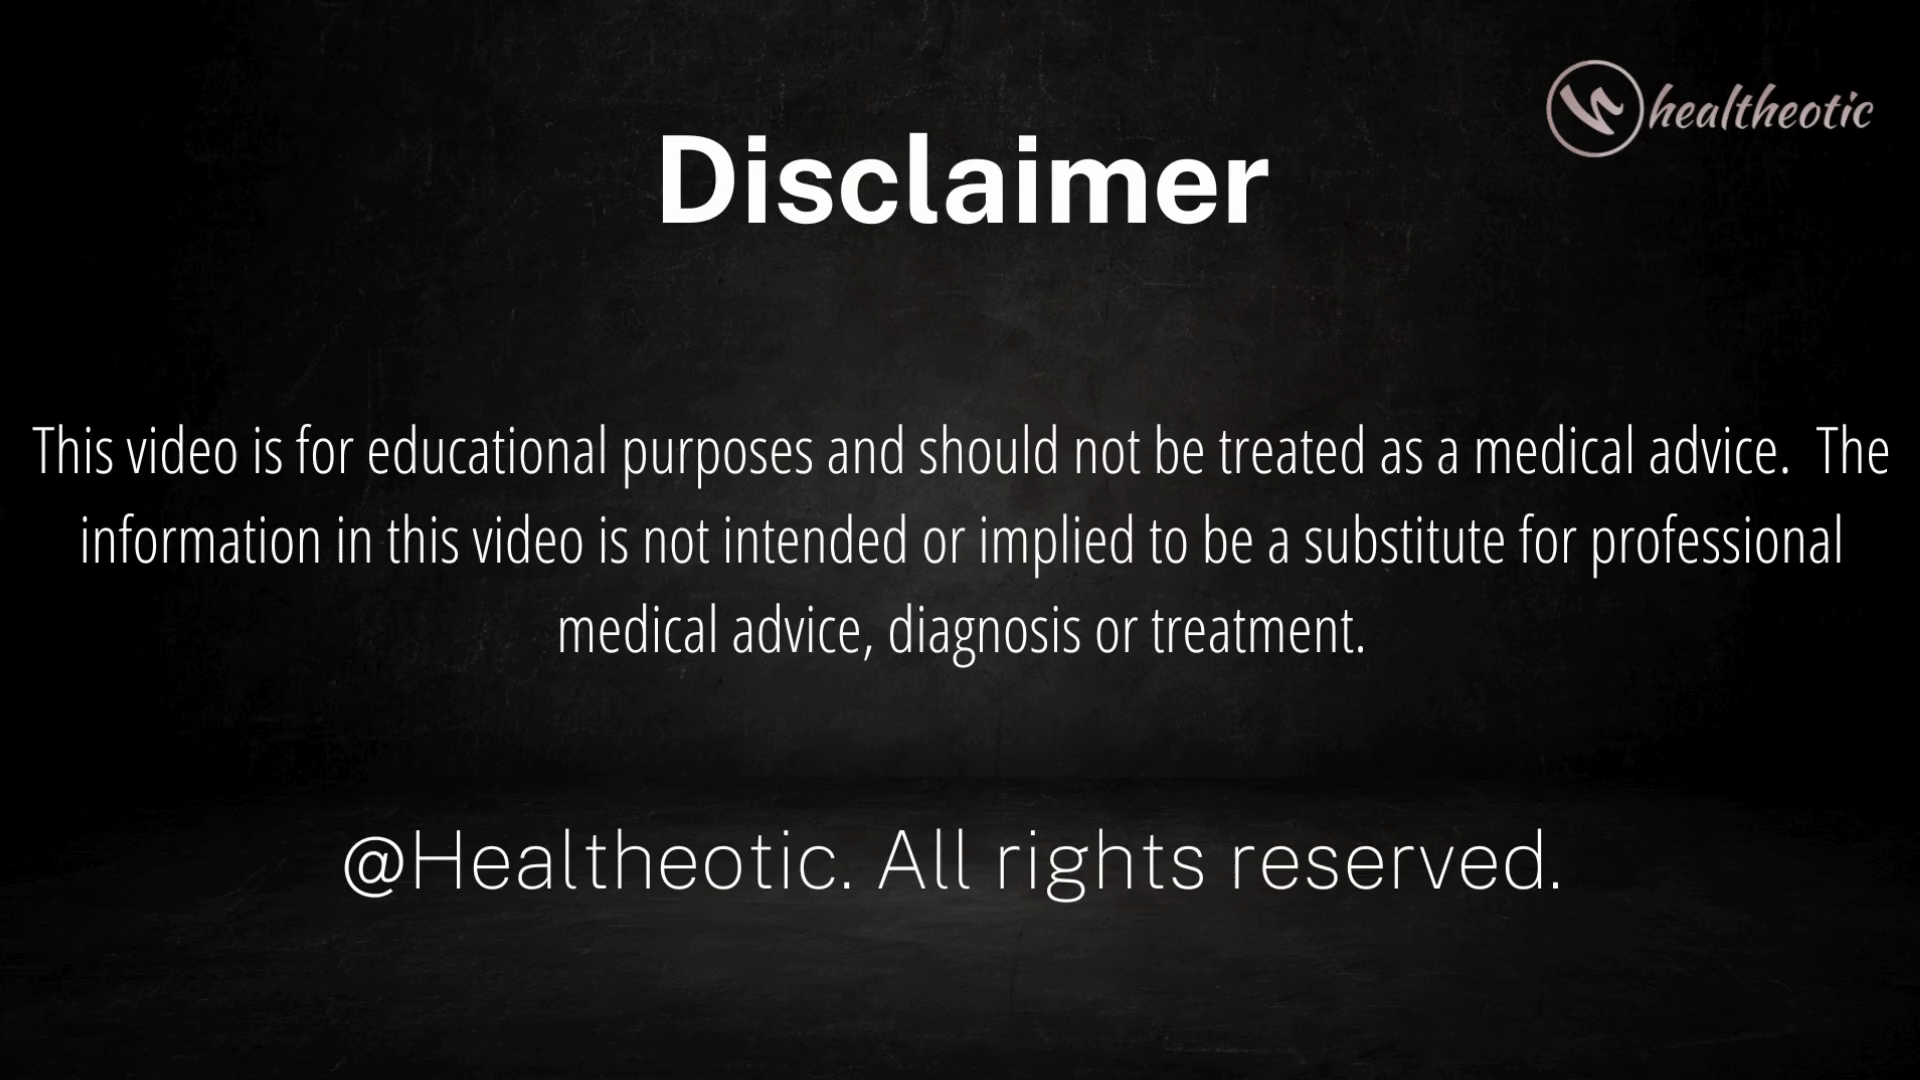 healtheotic
Disclaimer
This video is for educational purposes and should not be treated as a medical advice.  The
information in this video is not intended or implied to be a substitute for professional
medical advice, diagnosis or treatment.
@Healtheotic. All rights reserved.